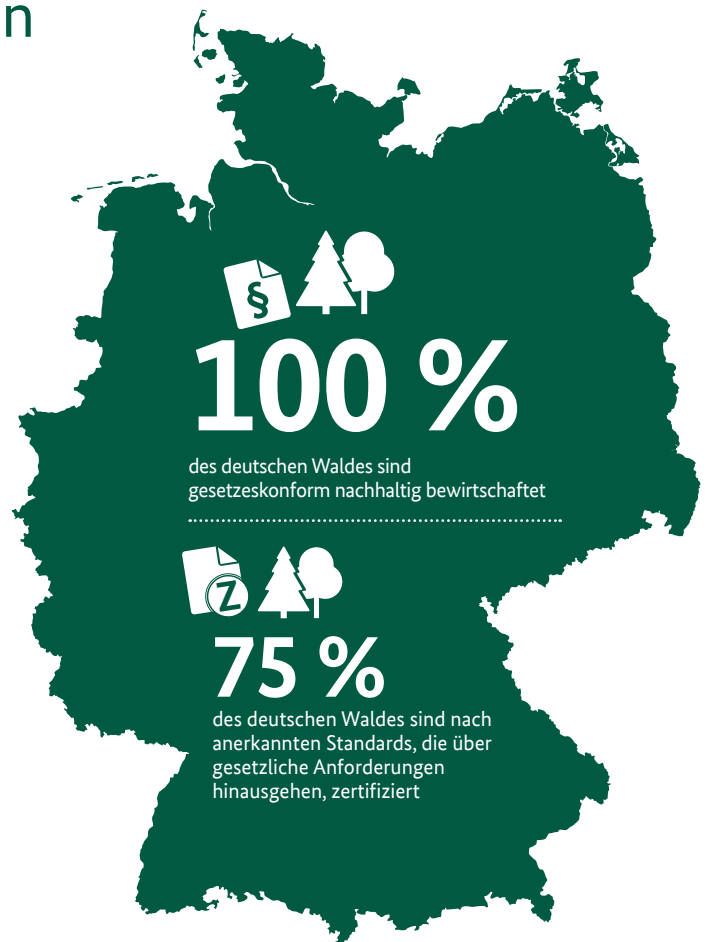 n
§
100 %
des deutschen Waldes sind
gesetzeskonform nachhaltig bewirtschaftet
Z
75 %
des deutschen Waldes sind nach
anerkannten Standards, die über
gesetzliche Anforderungen
hinausgehen, zertifiziert